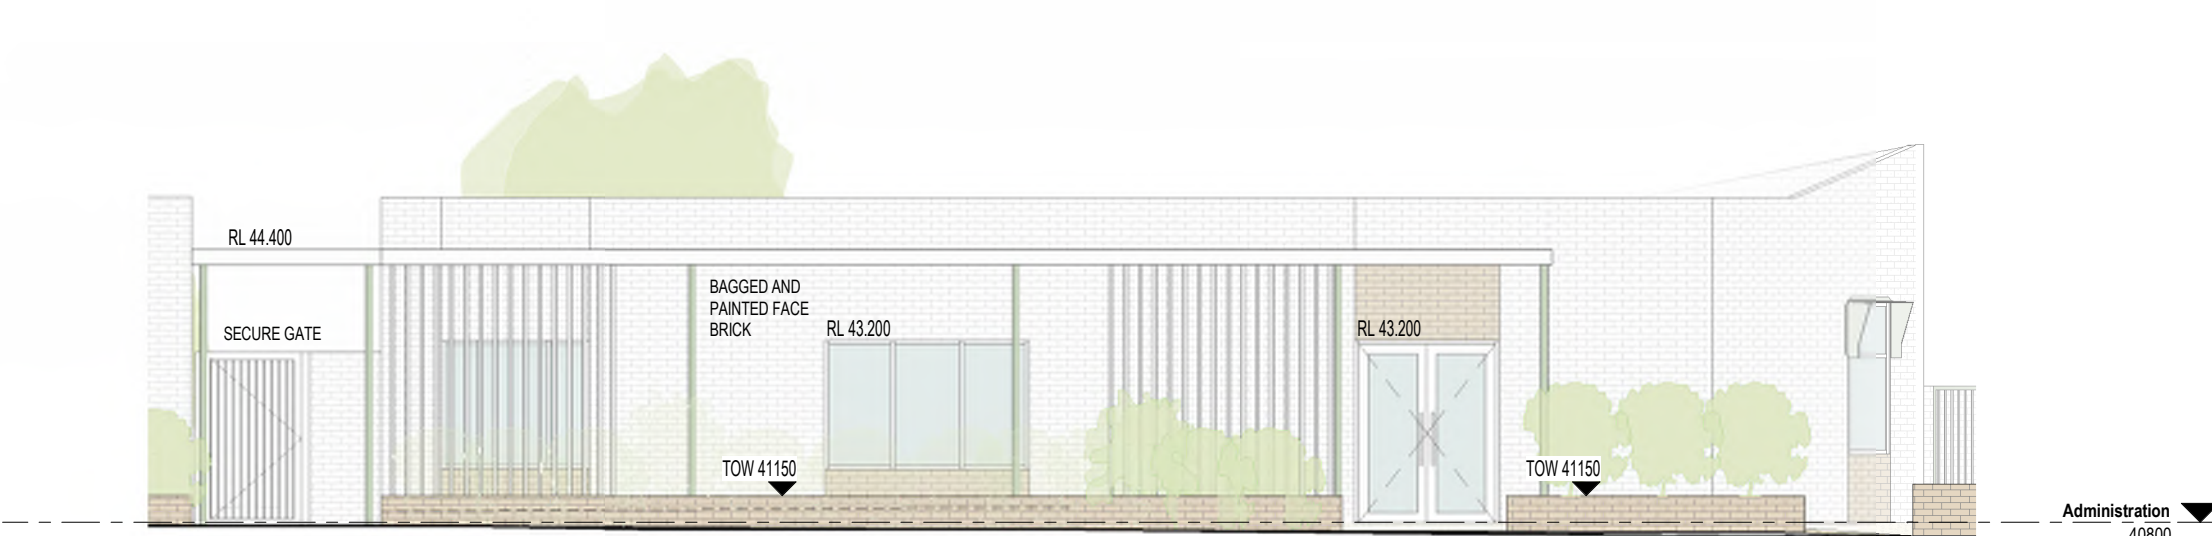 RL 44.400
SECURE GATE
BAGGED AND
PAINTED FACE
BRICK
RL 43.200
RL 43.200
TOW 41150
TOW 41150
Administration
40800